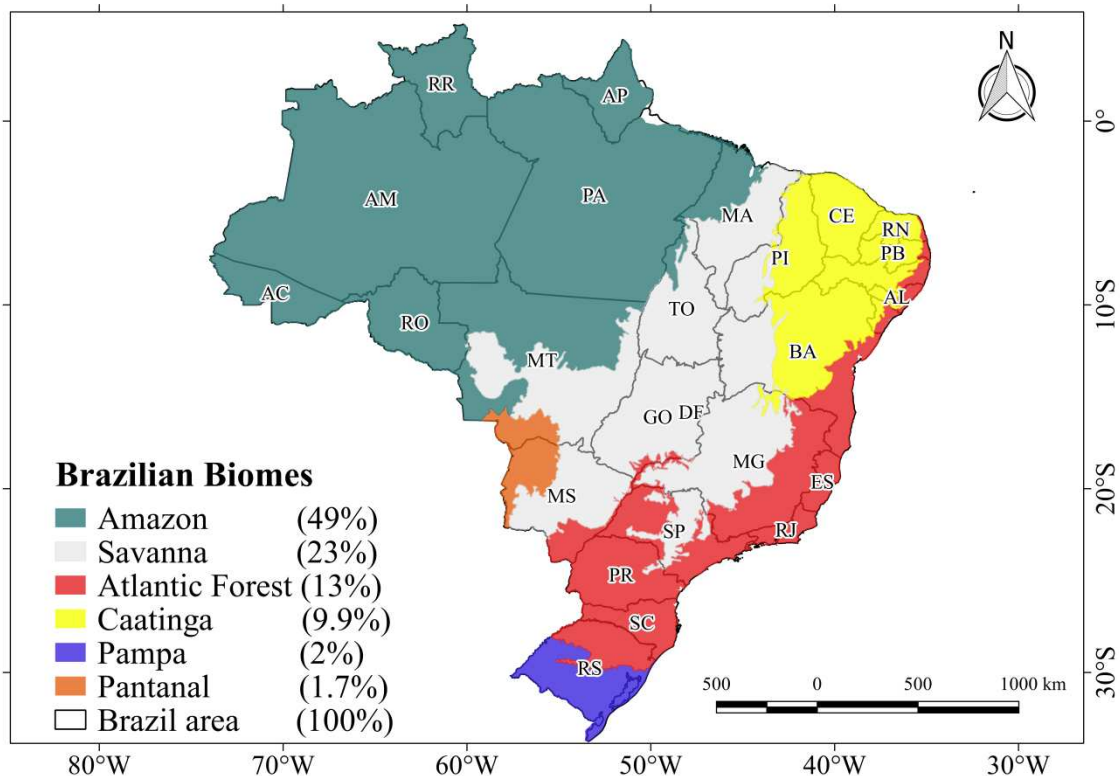 N
RR
AP
0°
AM
PA
MA
CE
RN
PI
PB
AC
AL
10°S
RO
TO
MT
BA
GO
DF
MG
MS
ES
20°S
SP
RJ
PR
SC
RS
30°S
Brazilian Biomes
Amazon (49%)
Savanna (23%)
Atlantic Forest (13%)
Caatinga (9.9%)
Pampa (2%)
Pantanal (1.7%)
Brazil area (100%)
500 0 500 1000 km
80°W 70°W 60°W 50°W 40°W 30°W